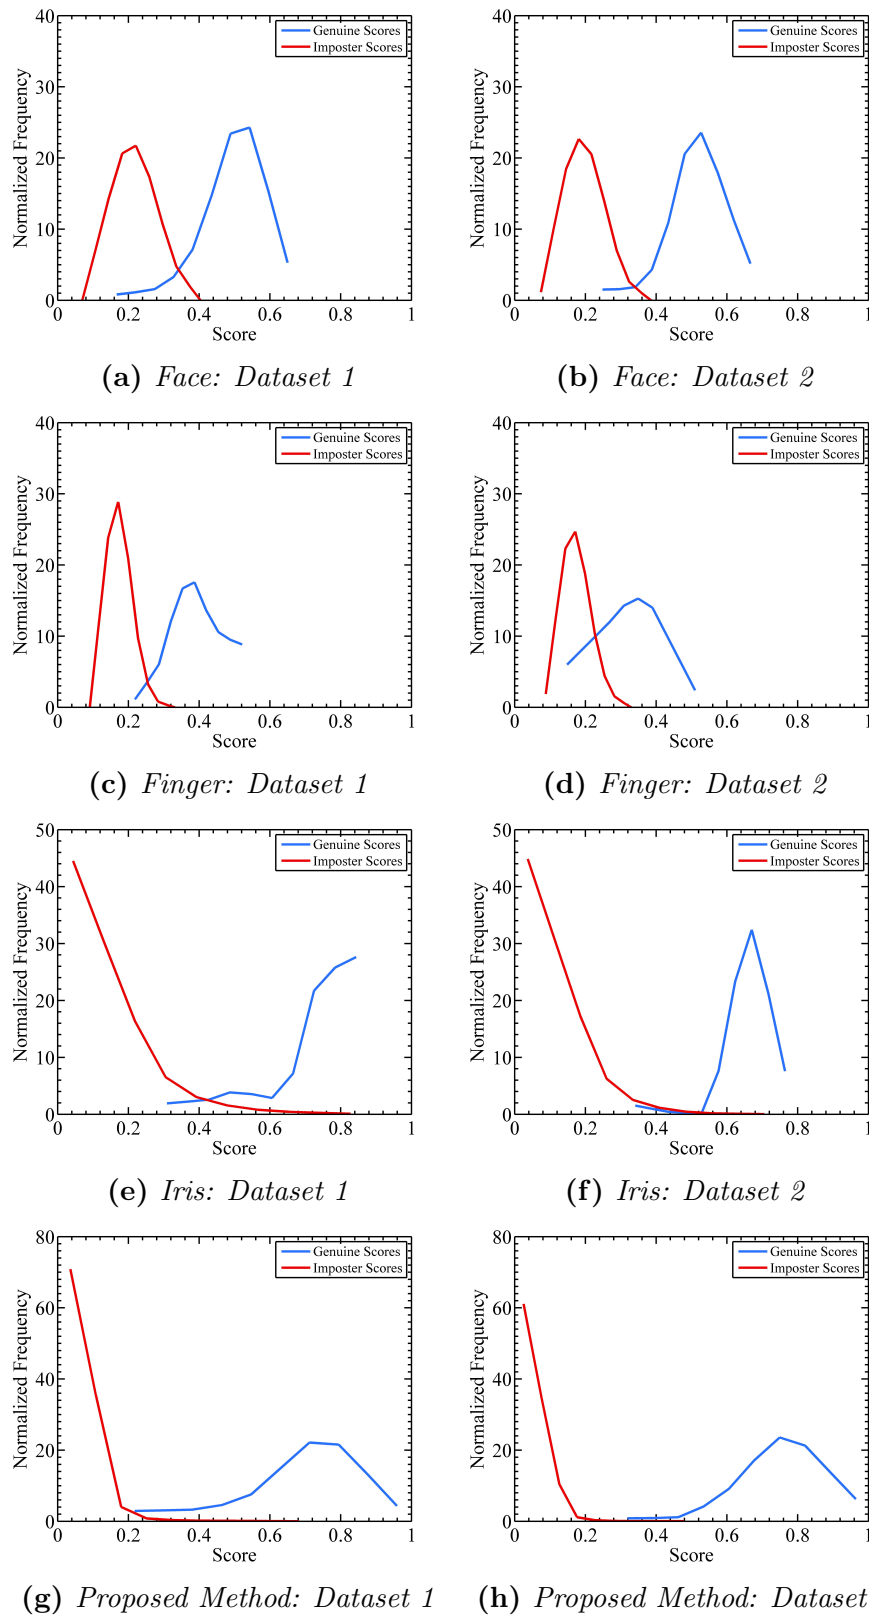 40
30
20
10
0
Normalized Frequency
Genuine Scores
Imposter Scores
0 0.2 0.4 0.6 0.8 1
Score
(a) Face: Dataset 1
40
30
20
10
0
Normalized Frequency
Genuine Scores
Imposter Scores
0 0.2 0.4 0.6 0.8 1
Score
(b) Face: Dataset 2
40
30
20
10
0
Normalized Frequency
Genuine Scores
Imposter Scores
0 0.2 0.4 0.6 0.8 1
Score
(c) Finger: Dataset 1
40
30
20
10
0
Normalized Frequency
Genuine Scores
Imposter Scores
0 0.2 0.4 0.6 0.8 1
Score
(d) Finger: Dataset 2
50
40
30
20
10
0
Normalized Frequency
Genuine Scores
Imposter Scores
0 0.2 0.4 0.6 0.8 1
Score
(e) Iris: Dataset 1
50
40
30
20
10
0
Normalized Frequency
Genuine Scores
Imposter Scores
0 0.2 0.4 0.6 0.8 1
Score
(f) Iris: Dataset 2
80
60
40
20
0
Normalized Frequency
Genuine Scores
Imposter Scores
0 0.2 0.4 0.6 0.8 1
Score
(g) Proposed Method: Dataset 1
80
60
40
20
0
Normalized Frequency
Genuine Scores
Imposter Scores
0 0.2 0.4 0.6 0.8 1
Score
(h) Proposed Method: Dataset